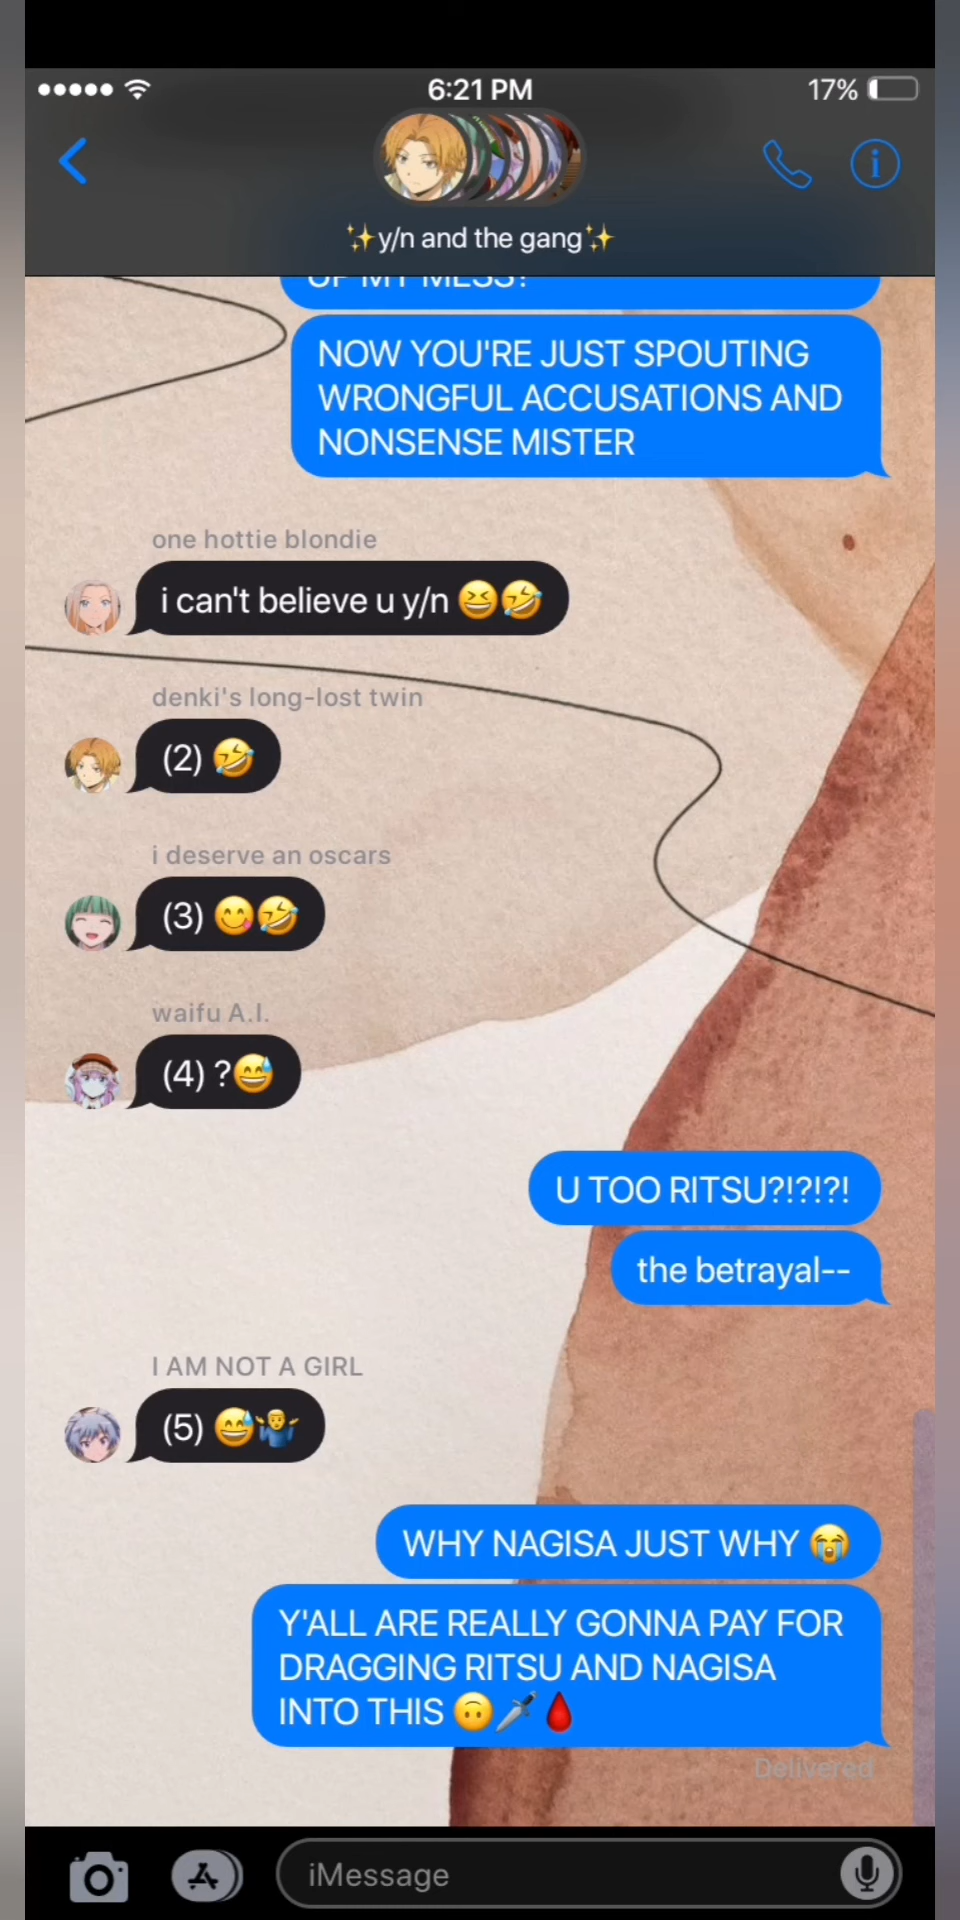 6:21 PM
17%
✨y/n and the gang✨
UP MY MESS?
NOW YOU'RE JUST SPOUTING
WRONGFUL ACCUSATIONS AND
NONSENSE MISTER
one hottie blondie
i can't believe u y/n 😆🤣
denki's long-lost twin
(2) 🤣
i deserve an oscars
(3) 😋🤣
waifu A.I.
(4) ?😅
U TOO RITSU?!?!?!
the betrayal--
I AM NOT A GIRL
(5) 😅🤷‍♂️
WHY NAGISA JUST WHY 😭
Y'ALL ARE REALLY GONNA PAY FOR
DRAGGING RITSU AND NAGISA
INTO THIS 🙃🗡️🩸
Delivered
iMessage